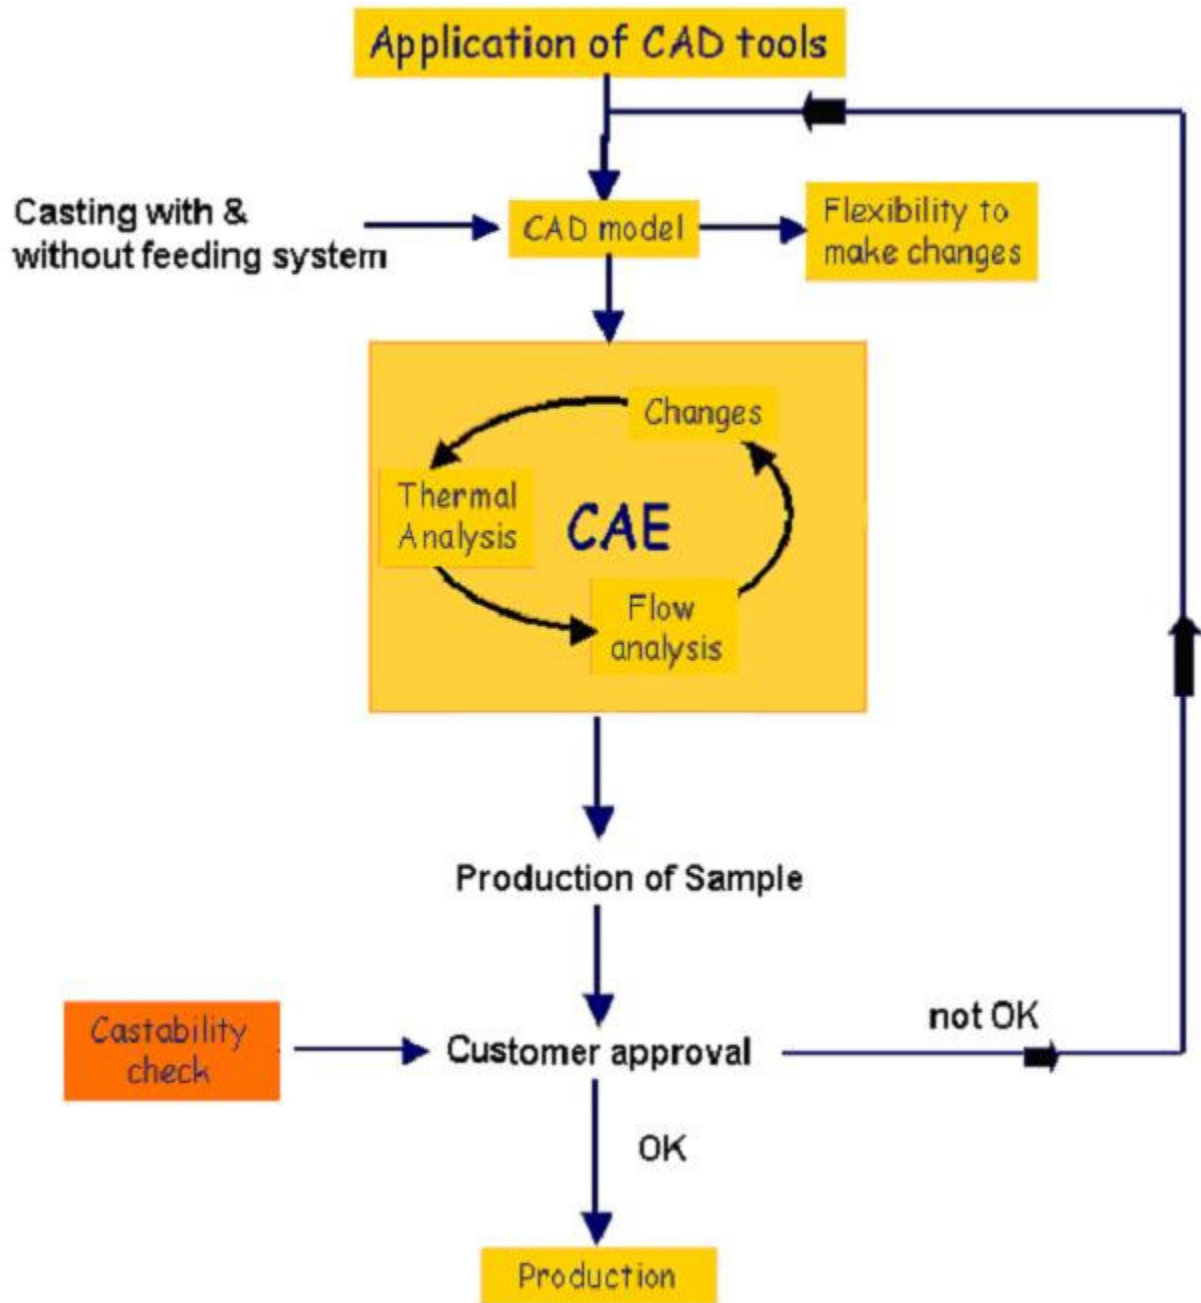 Application of CAD tools
Casting with &
without feeding system
CAD model
Flexibility to
make changes
Changes
Thermal
Analysis
CAE
Flow
analysis
Production of Sample
Castability
check
Customer approval
not OK
OK
Production